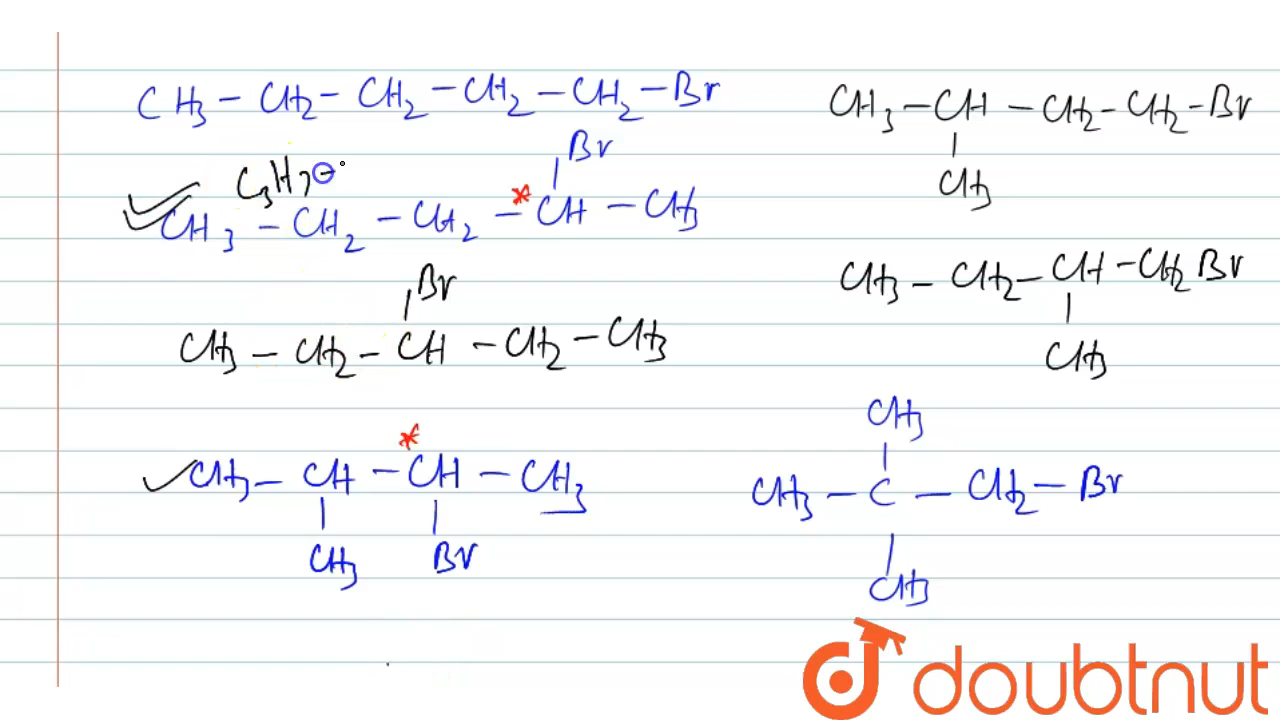 CH3 – CH2 – CH2 – CH2 – CH2 – Br
Br
C3H7
CH3 – CH2 – CH2 – *CH – CH3
Br
CH3 – CH2 – CH – CH2 – CH3
*
CH3 – CH – CH – CH3
CH3 Br
CH3 – CH – CH2 – CH2 – Br
CH3
CH3 – CH2 – CH – CH2 Br
CH3
CH3
CH3 – C – CH2 – Br
CH3
doubtnut